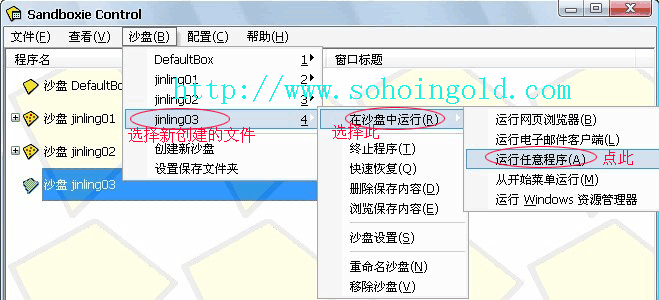 Sandboxie Control
文件(F) 查看(V) 沙盘(B) 配置(C) 帮助(H)
程序名 窗口标题
沙盘 DefaultBox
沙盘 jinling01
沙盘 jinling02
沙盘 jinling03
DefaultBox 1
jinling01 2
jinling02 3
jinling03 4
选择新创建的文件
创建新沙盘
设置保存文件夹
http://www.sohoingold.com
在沙盘中运行(R)
选择此
终止程序(T)
快速恢复(Q)
删除保存内容(D)
浏览保存内容(E)
沙盘设置(S)
重命名沙盘(N)
移除沙盘(V)
运行网页浏览器(B)
运行电子邮件客户端(L)
运行任意程序(A) 点此
从开始菜单运行(M)
运行 Windows 资源管理器